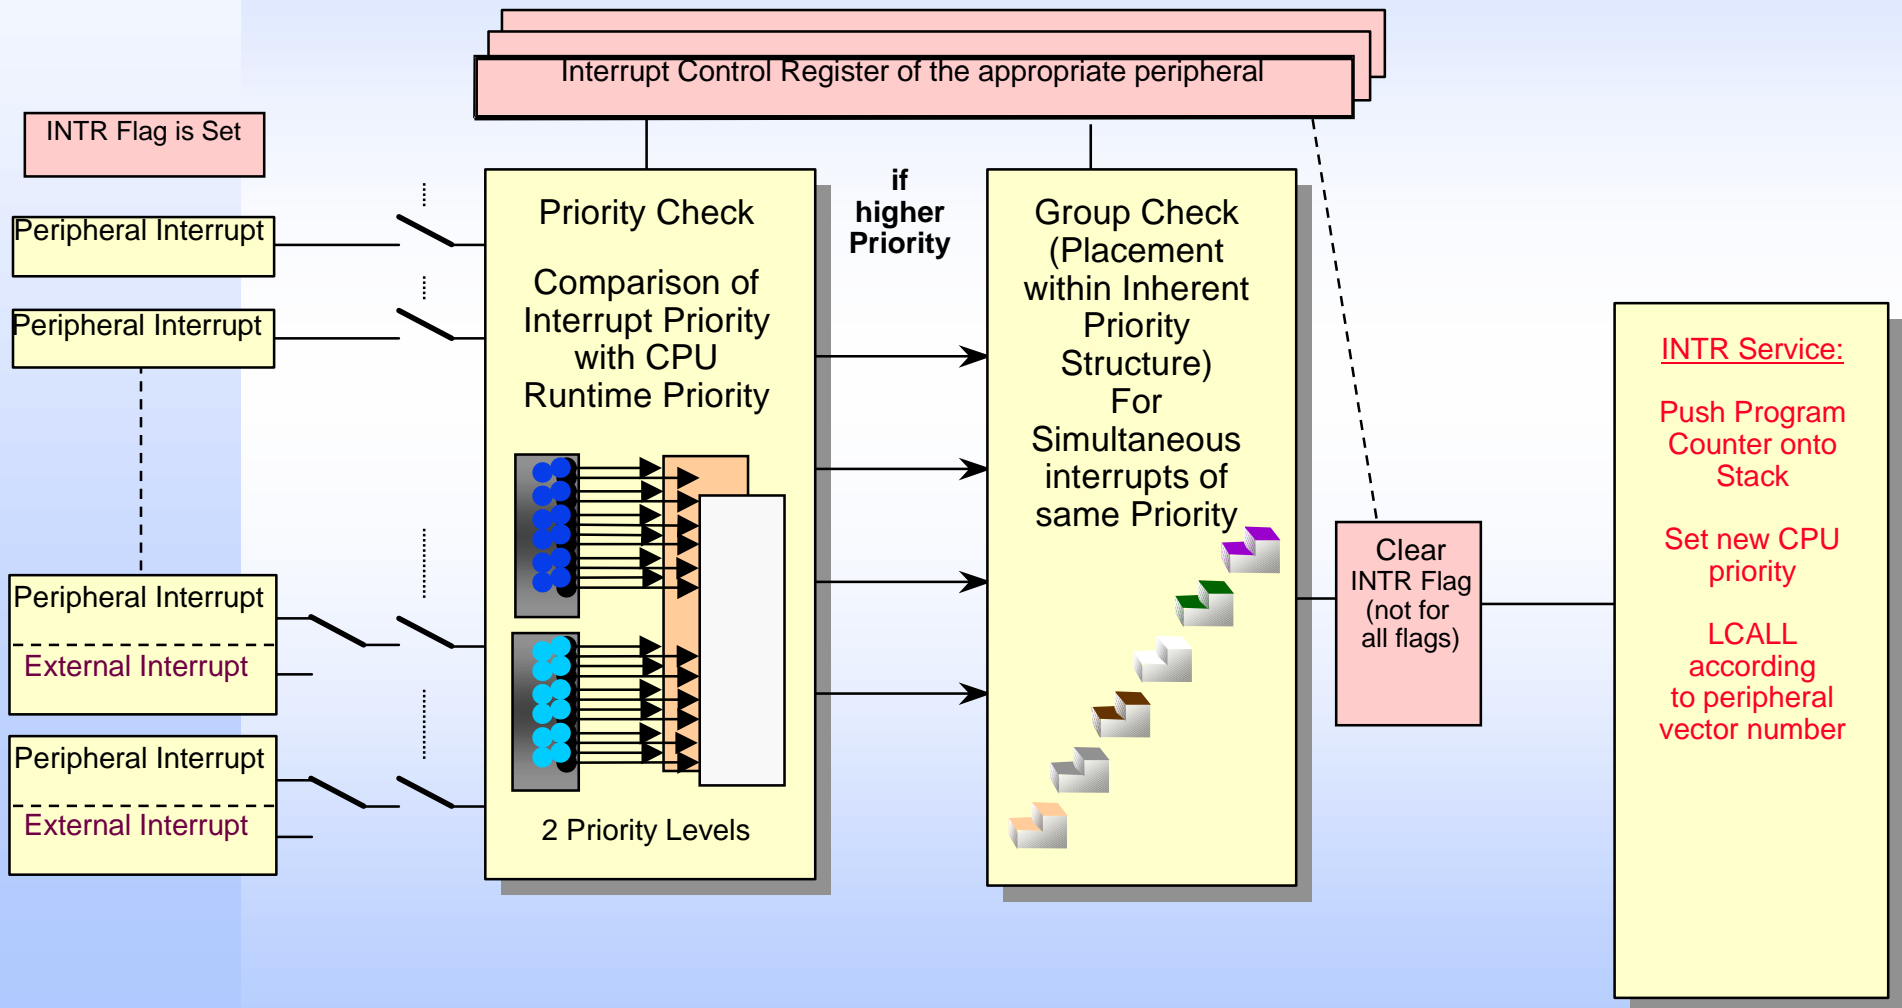 Interrupt Control Register of the appropriate peripheral
INTR Flag is Set
Peripheral Interrupt
Peripheral Interrupt
Peripheral Interrupt
External Interrupt
Peripheral Interrupt
External Interrupt
Priority Check
Comparison of
Interrupt Priority
with CPU
Runtime Priority
2 Priority Levels
if
higher
Priority
Group Check
(Placement
within Inherent
Priority
Structure)
For
Simultaneous
interrupts of
same Priority
Clear
INTR Flag
(not for
all flags)
INTR Service:
Push Program
Counter onto
Stack
Set new CPU
priority
LCALL
according
to peripheral
vector number